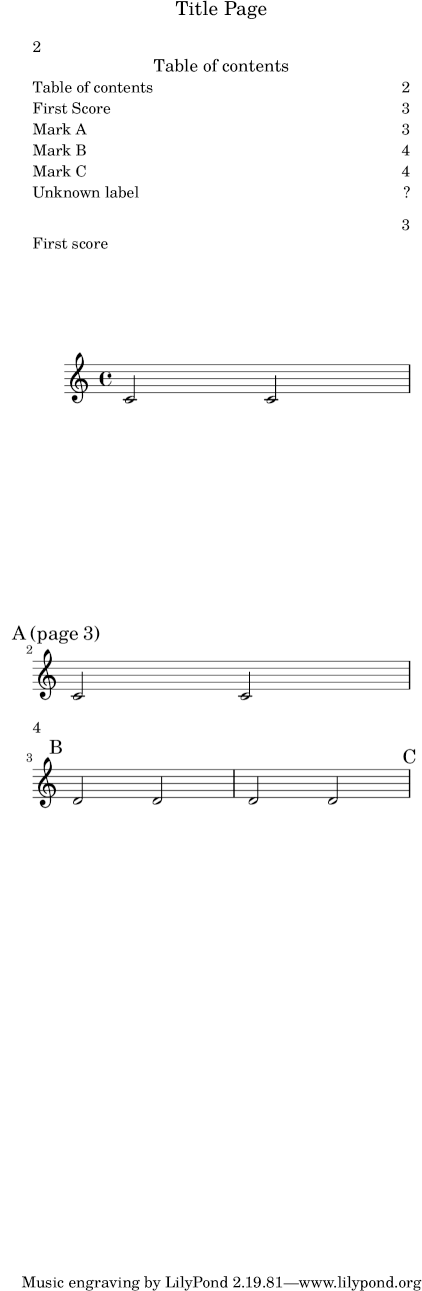 Title Page
2
Table of contents
Table of contents 2
First Score 3
Mark A 3
Mark B 4
Mark C 4
Unknown label ?
3
First score
A (page 3)
2
4
B
C
3
Music engraving by LilyPond 2.19.81—www.lilypond.org